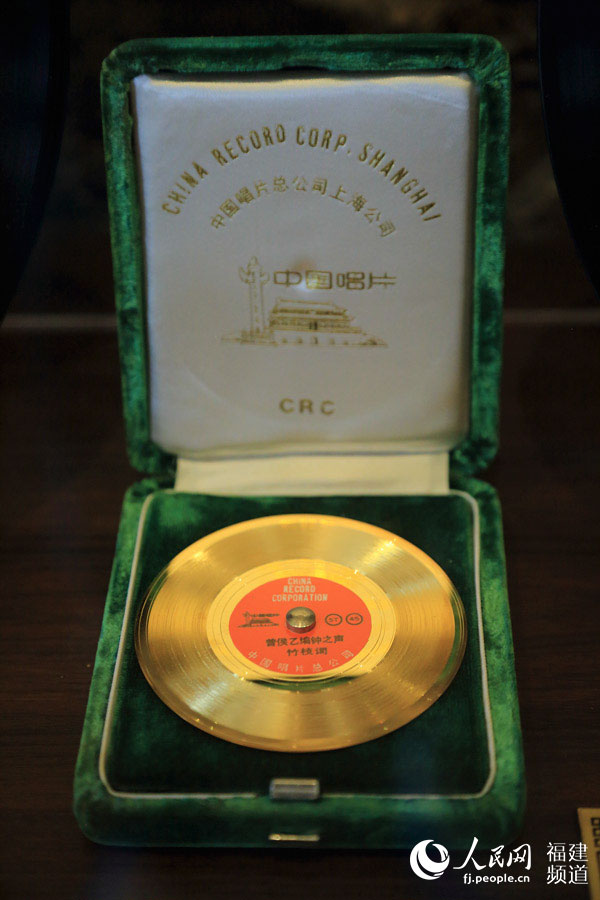 CHINA RECORD CORP. SHANGHAI
中国唱片总公司上海公司
中国唱片
CRC
CHINA
RECORD
CORPORATION
ST 45
曾侯乙编钟之声
竹枝词
中国唱片总公司
人民网 福建
fj.people.cn 频道